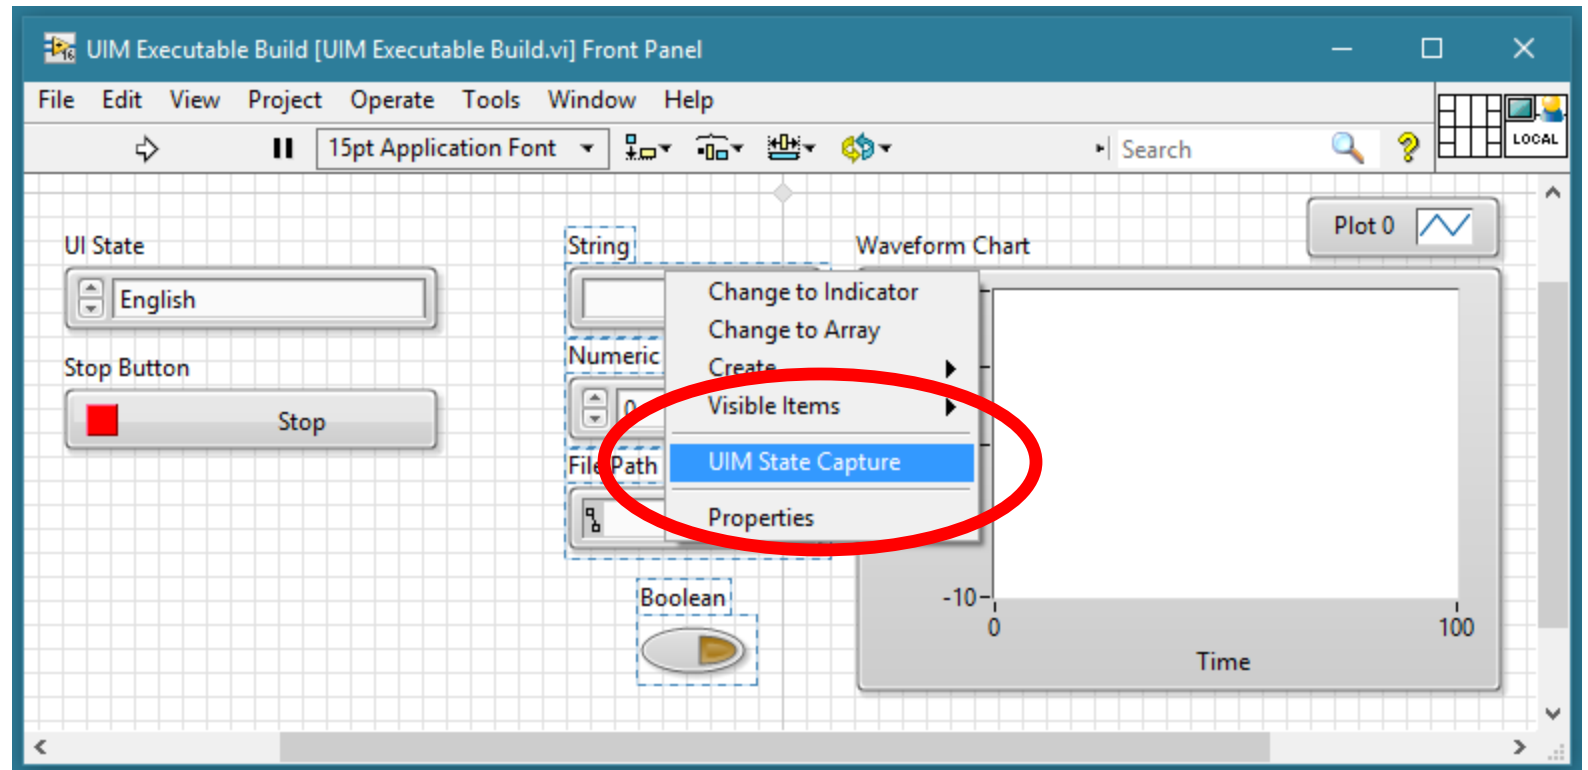 UIM Executable Build [UIM Executable Build.vi] Front Panel
File Edit View Project Operate Tools Window Help
15pt Application Font
Search
LOCAL
Plot 0
UI State
String
Waveform Chart
English
Change to Indicator
Change to Array
Stop Button
Numeric
Create
Stop
0
Visible Items
File Path
UIM State Capture
Properties
Boolean
-10
0
100
Time